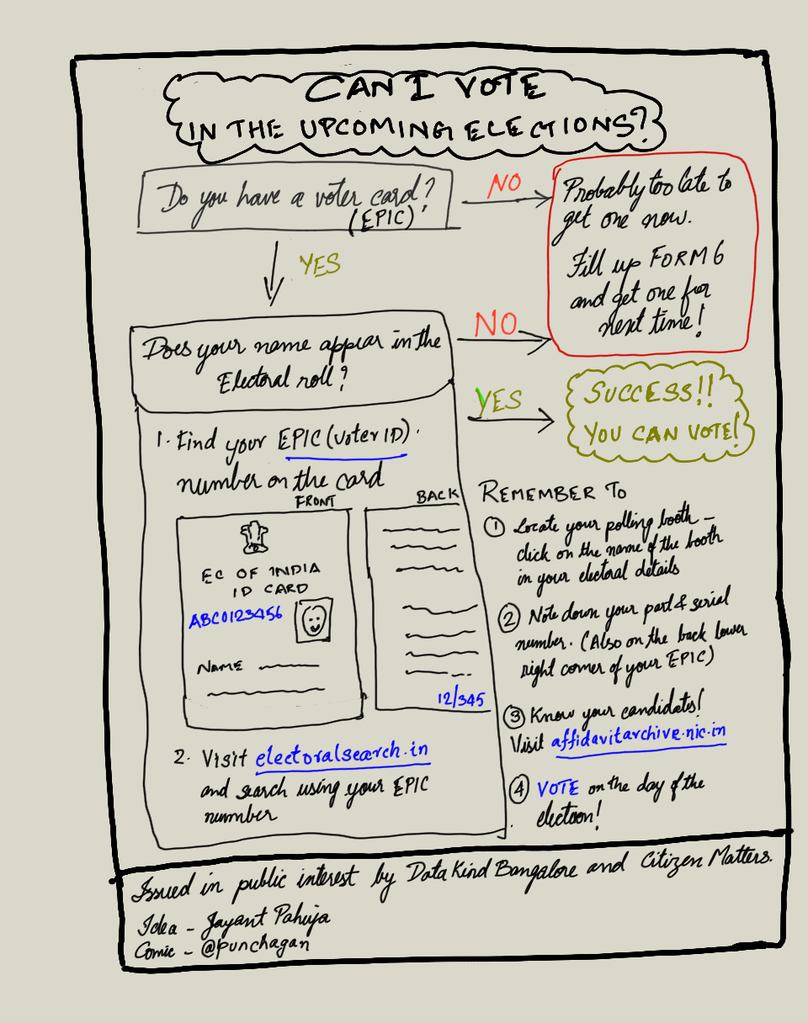 CAN I VOTE
IN THE UPCOMING ELECTIONS?
Do you have a voter card?
(EPIC)
NO
Probably too late to
get one now.
Fill up FORM 6
and get one for
next time!
YES
Does your name appear in the
Electoral roll?
NO
YES
SUCCESS!!
YOU CAN VOTE!
1. Find your EPIC (Voter ID)
number on the card
FRONT
BACK
EC OF INDIA
ID CARD
ABC0123456
NAME
12/345
2. Visit electoralsearch.in
and search using your EPIC
number
REMEMBER TO
1 Locate your polling booth –
click on the name of the booth
in your electoral details
2 Note down your part & serial
number. (Also on the back lower
right corner of your EPIC)
3 Know your candidates!
Visit affidavitarchive.nic.in
4 VOTE on the day of the
election!
Issued in public interest by DataKind Bangalore and Citizen Matters.
Idea – Jayant Pahuja
Comic – @punchagan